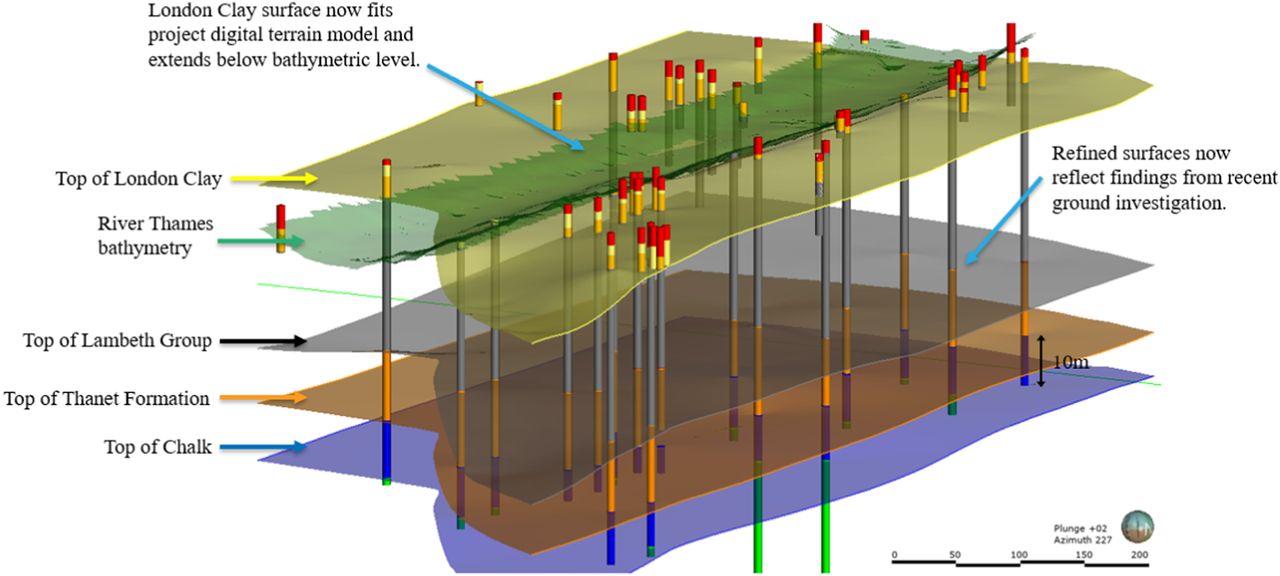 London Clay surface now fits
project digital terrain model and
extends below bathymetric level.
Top of London Clay
River Thames
bathymetry
Refined surfaces now
reflect findings from recent
ground investigation.
Top of Lambeth Group
10m
Top of Thanet Formation
Top of Chalk
Plunge +02
Azimuth 227
0 50 100 150 200